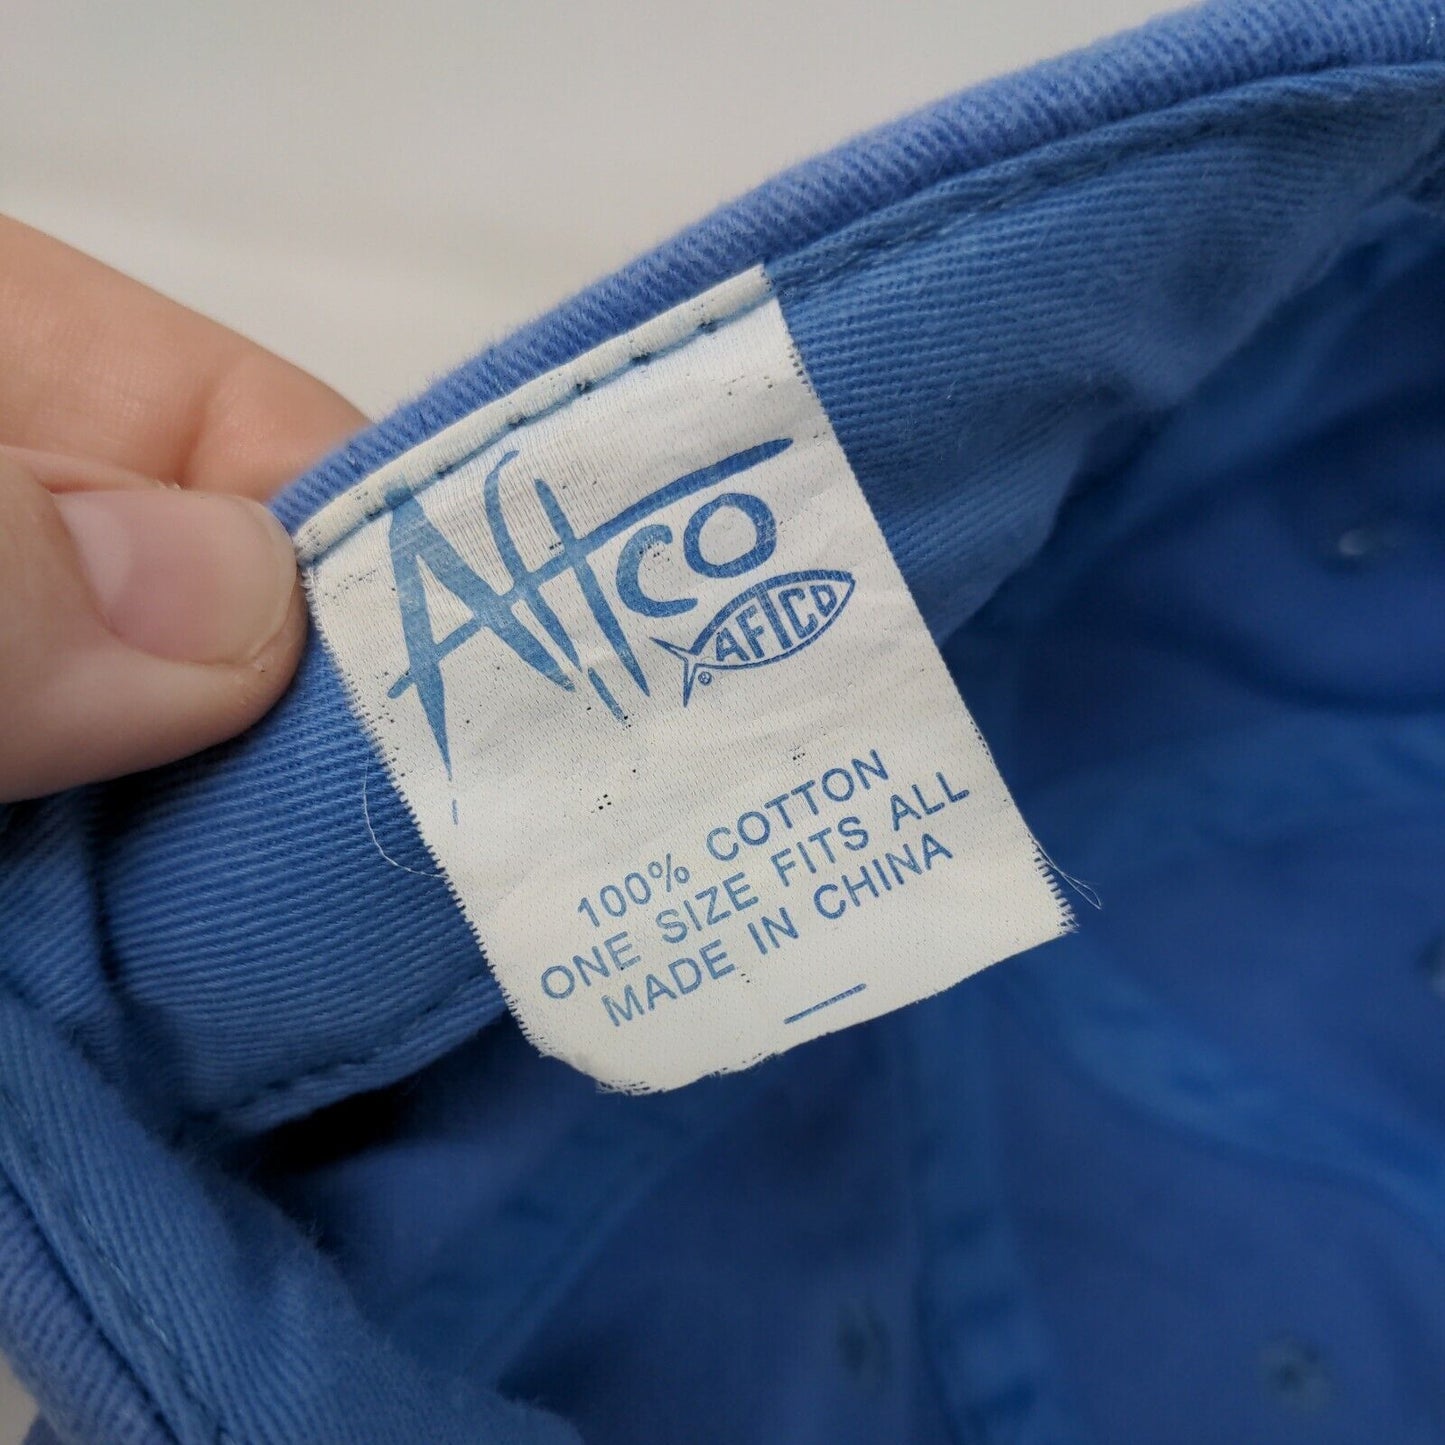 Aftco
AFTCO®
100% COTTON
ONE SIZE FITS ALL
MADE IN CHINA